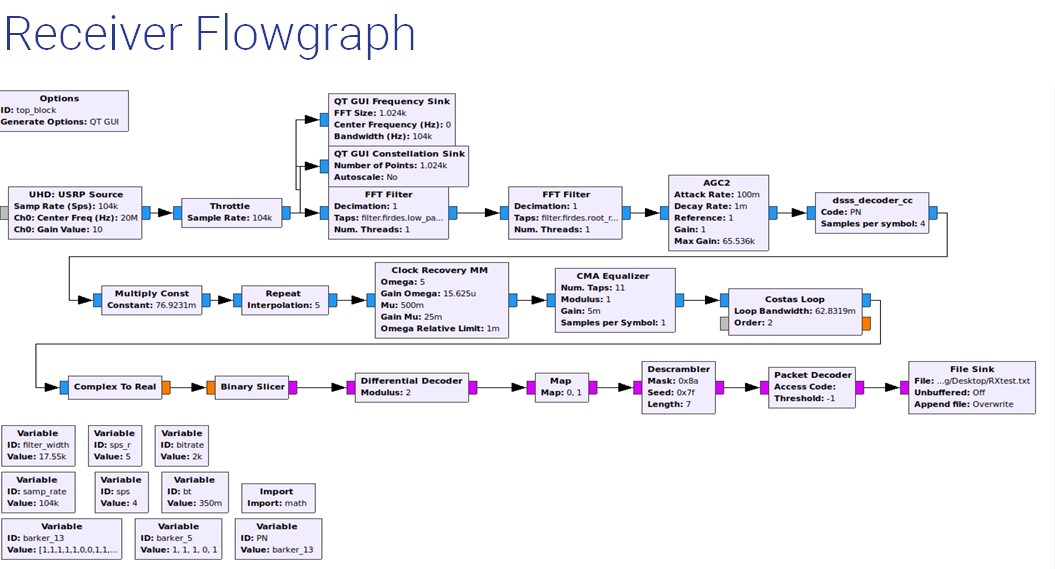 Receiver Flowgraph
Options
ID: top_block
Generate Options: QT GUI
QT GUI Frequency Sink
FFT Size: 1.024k
Center Frequency (Hz): 0
Bandwidth (Hz): 104k
QT GUI Constellation Sink
Number of Points: 1.024k
Autoscale: No
UHD: USRP Source
Samp Rate (Sps): 104k
Ch0: Center Freq (Hz): 20M
Ch0: Gain Value: 10
Throttle
Sample Rate: 104k
FFT Filter
Decimation: 1
Taps: filter.firdes.low_pa...
Num. Threads: 1
FFT Filter
Decimation: 1
Taps: filter.firdes.root_r...
Num. Threads: 1
AGC2
Attack Rate: 100m
Decay Rate: 1m
Reference: 1
Gain: 1
Max Gain: 65.536k
dsss_decoder_cc
Code: PN
Samples per symbol: 4
Multiply Const
Constant: 76.9231m
Repeat
Interpolation: 5
Clock Recovery MM
Omega: 5
Gain Omega: 15.625u
Mu: 500m
Gain Mu: 25m
Omega Relative Limit: 1m
CMA Equalizer
Num. Taps: 11
Modulus: 1
Gain: 5m
Samples per Symbol: 1
Costas Loop
Loop Bandwidth: 62.8319m
Order: 2
Complex To Real
Binary Slicer
Differential Decoder
Modulus: 2
Map
Map: 0, 1
Descrambler
Mask: 0x8a
Seed: 0x7f
Length: 7
Packet Decoder
Access Code:
Threshold: -1
File Sink
File: ...g/Desktop/RXtest.txt
Unbuffered: Off
Append file: Overwrite
Variable
ID: filter_width
Value: 17.55k
Variable
ID: sps_r
Value: 5
Variable
ID: bitrate
Value: 2k
Variable
ID: samp_rate
Value: 104k
Variable
ID: sps
Value: 4
Variable
ID: bt
Value: 350m
Import
Import: math
Variable
ID: barker_13
Value: [1,1,1,1,1,0,0,1,1,...
Variable
ID: barker_5
Value: 1, 1, 1, 0, 1
Variable
ID: PN
Value: barker_13